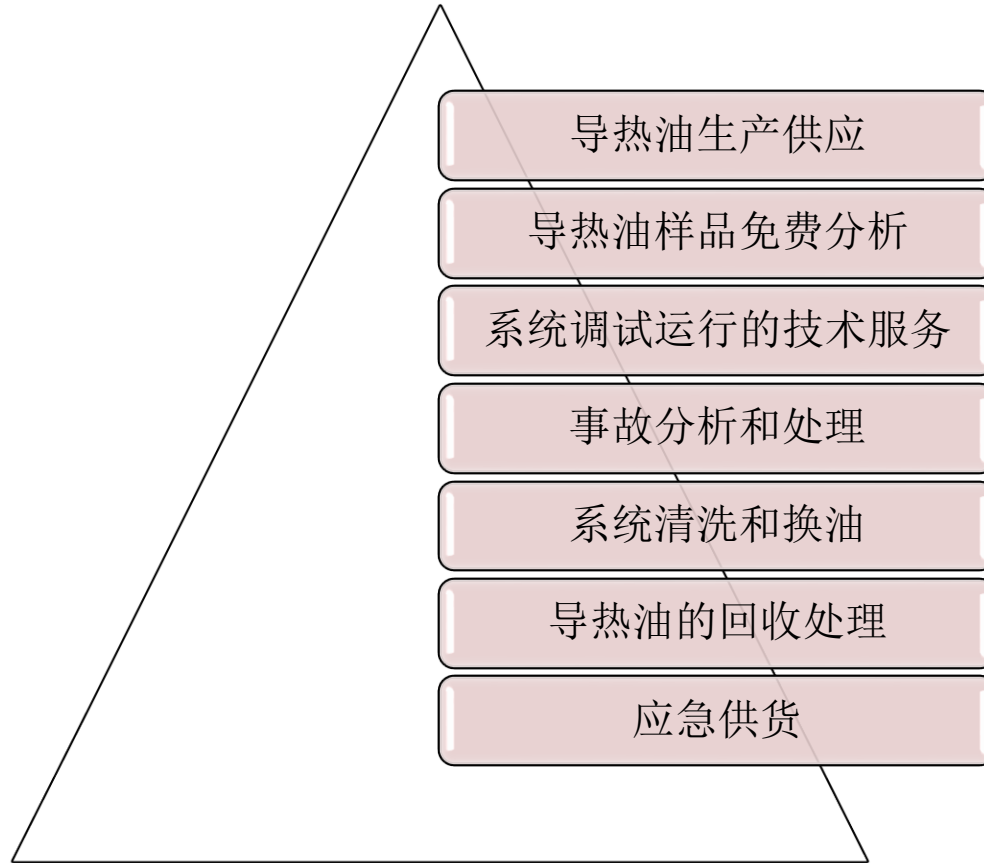 导热油生产供应
导热油样品免费分析
系统调试运行的技术服务
事故分析和处理
系统清洗和换油
导热油的回收处理
应急供货